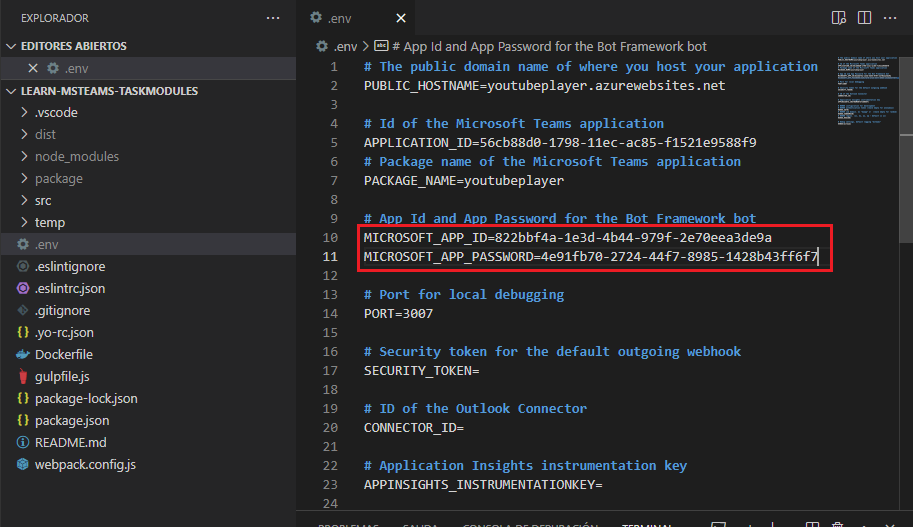 EXPLORADOR
EDITORES ABIERTOS
.env
LEARN-MSTEAMS-TASKMODULES
.vscode
dist
node_modules
package
src
temp
.env
.eslintignore
.eslintrc.json
.gitignore
.yo-rc.json
Dockerfile
gulpfile.js
package-lock.json
package.json
README.md
webpack.config.js
.env
.env > # App Id and App Password for the Bot Framework bot
1 # The public domain name of where you host your application
2 PUBLIC_HOSTNAME=youtubeplayer.azurewebsites.net
3
4 # Id of the Microsoft Teams application
5 APPLICATION_ID=56cb88d0-1798-11ec-ac85-f1521e9588f9
6 # Package name of the Microsoft Teams application
7 PACKAGE_NAME=youtubeplayer
8
9 # App Id and App Password for the Bot Framework bot
10 MICROSOFT_APP_ID=822bbf4a-1e3d-4b44-979f-2e70eea3de9a
11 MICROSOFT_APP_PASSWORD=4e91fb70-2724-44f7-8985-1428b43ff6f7
12
13 # Port for local debugging
14 PORT=3007
15
16 # Security token for the default outgoing webhook
17 SECURITY_TOKEN=
18
19 # ID of the Outlook Connector
20 CONNECTOR_ID=
21
22 # Application Insights instrumentation key
23 APPINSIGHTS_INSTRUMENTATIONKEY=
24
PROBLEMAS SALIDA CONSOLA DE DEPURACIÓN TERMINAL